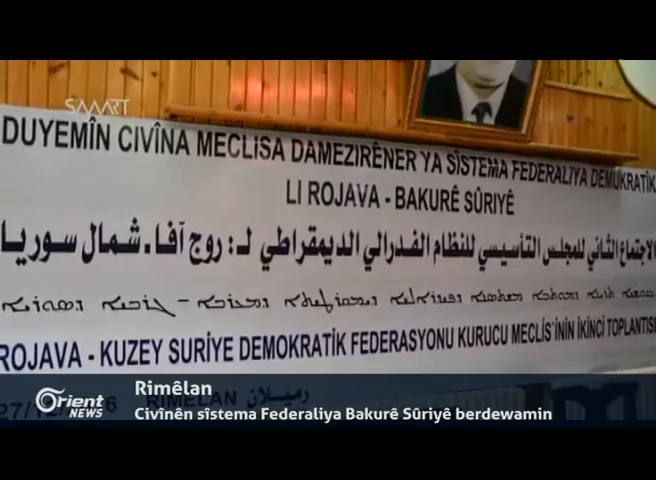 SMART
DUYEMÎN CIVÎNA MECLISA DAMEZIRÊNER YA SÎSTEMA FEDERALIYA DEMUKRATÎK
LI ROJAVA - BAKURÊ SÛRIYÊ
الاجتماع الثاني للمجلس التأسيسي للنظام الفدرالي الديمقراطي لـ: روج آفا - شمال سوريا
ROJAVA - KUZEY SURİYE DEMOKRATİK FEDERASYONU KURUCU MECLİS'İNİN İKİNCİ TOPLANTISI
RIMÊLAN رميلان
Orient NEWS
Rimêlan
Civînên sîstema Federaliya Bakurê Sûriyê berdewamin